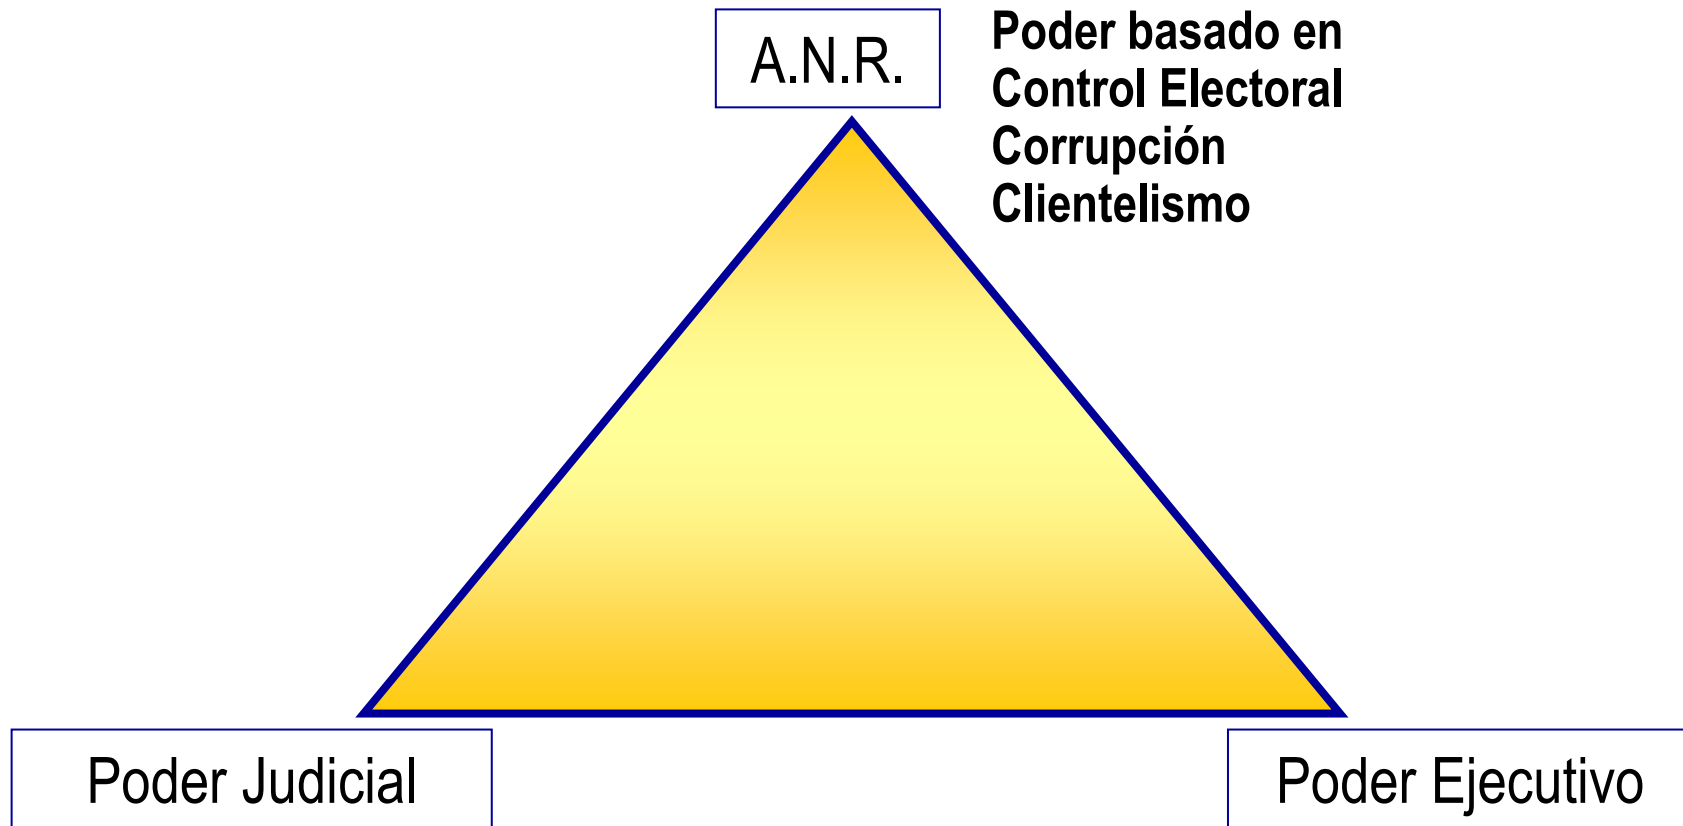 A.N.R.
Poder basado en
Control Electoral
Corrupción
Clientelismo
Poder Judicial
Poder Ejecutivo